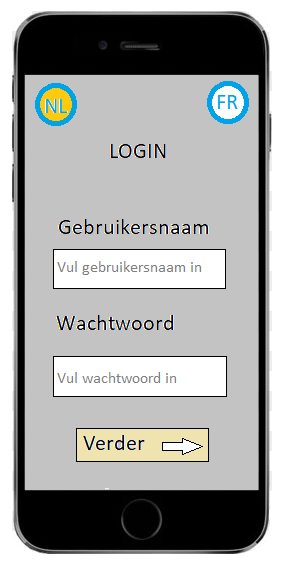 NL
FR
LOGIN
Gebruikersnaam
Vul gebruikersnaam in
Wachtwoord
Vul wachtwoord in
Verder